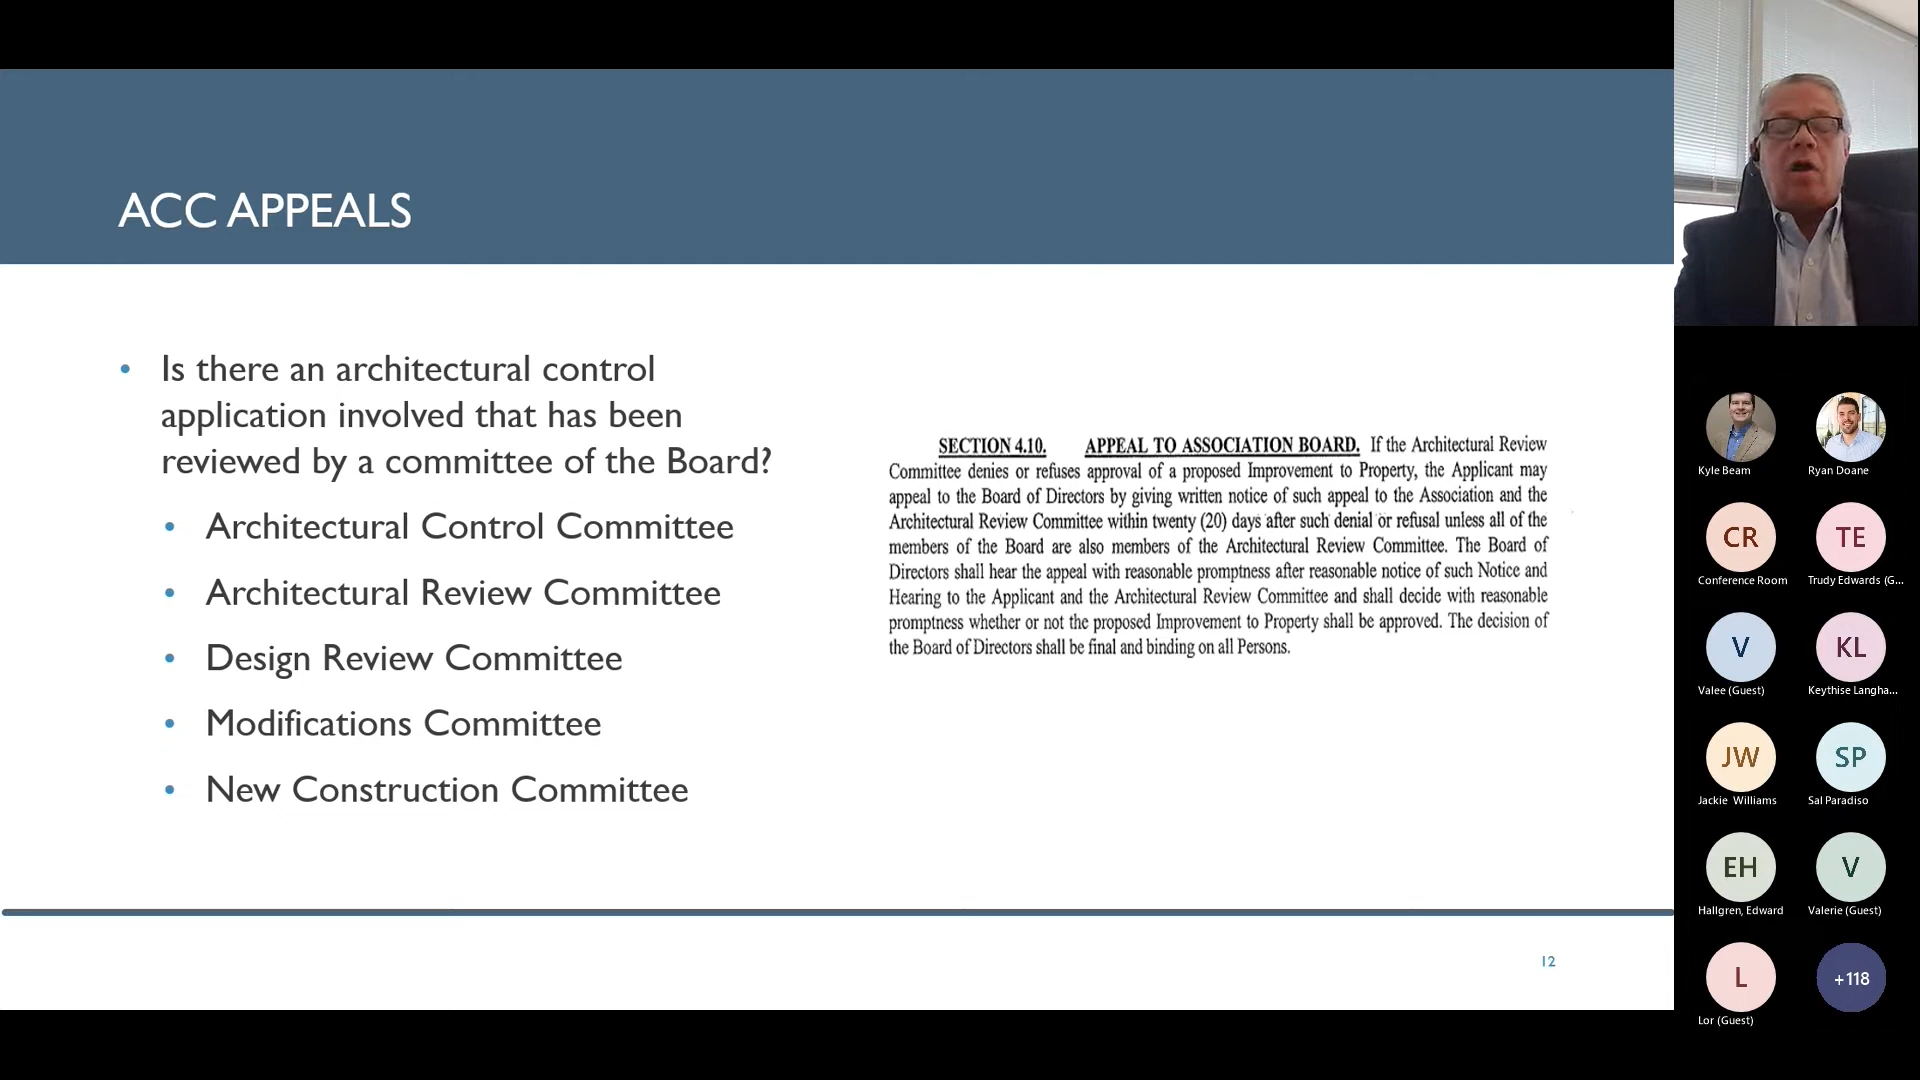 ACC APPEALS
• Is there an architectural control
application involved that has been
reviewed by a committee of the Board?
• Architectural Control Committee
• Architectural Review Committee
• Design Review Committee
• Modifications Committee
• New Construction Committee
SECTION 4.10. APPEAL TO ASSOCIATION BOARD. If the Architectural Review
Committee denies or refuses approval of a proposed Improvement to Property, the Applicant may
appeal to the Board of Directors by giving written notice of such appeal to the Association and the
Architectural Review Committee within twenty (20) days after such denial or refusal unless all of the
members of the Board are also members of the Architectural Review Committee. The Board of
Directors shall hear the appeal with reasonable promptness after reasonable notice of such Notice and
Hearing to the Applicant and the Architectural Review Committee and shall decide with reasonable
promptness whether or not the proposed Improvement to Property shall be approved. The decision of
the Board of Directors shall be final and binding on all Persons.
12
Kyle Beam
Ryan Doane
CR
Conference Room
TE
Trudy Edwards (G...
V
Valee (Guest)
KL
Keythise Langha...
JW
Jackie Williams
SP
Sal Paradiso
EH
Hallgren, Edward
V
Valerie (Guest)
L
Lor (Guest)
+118